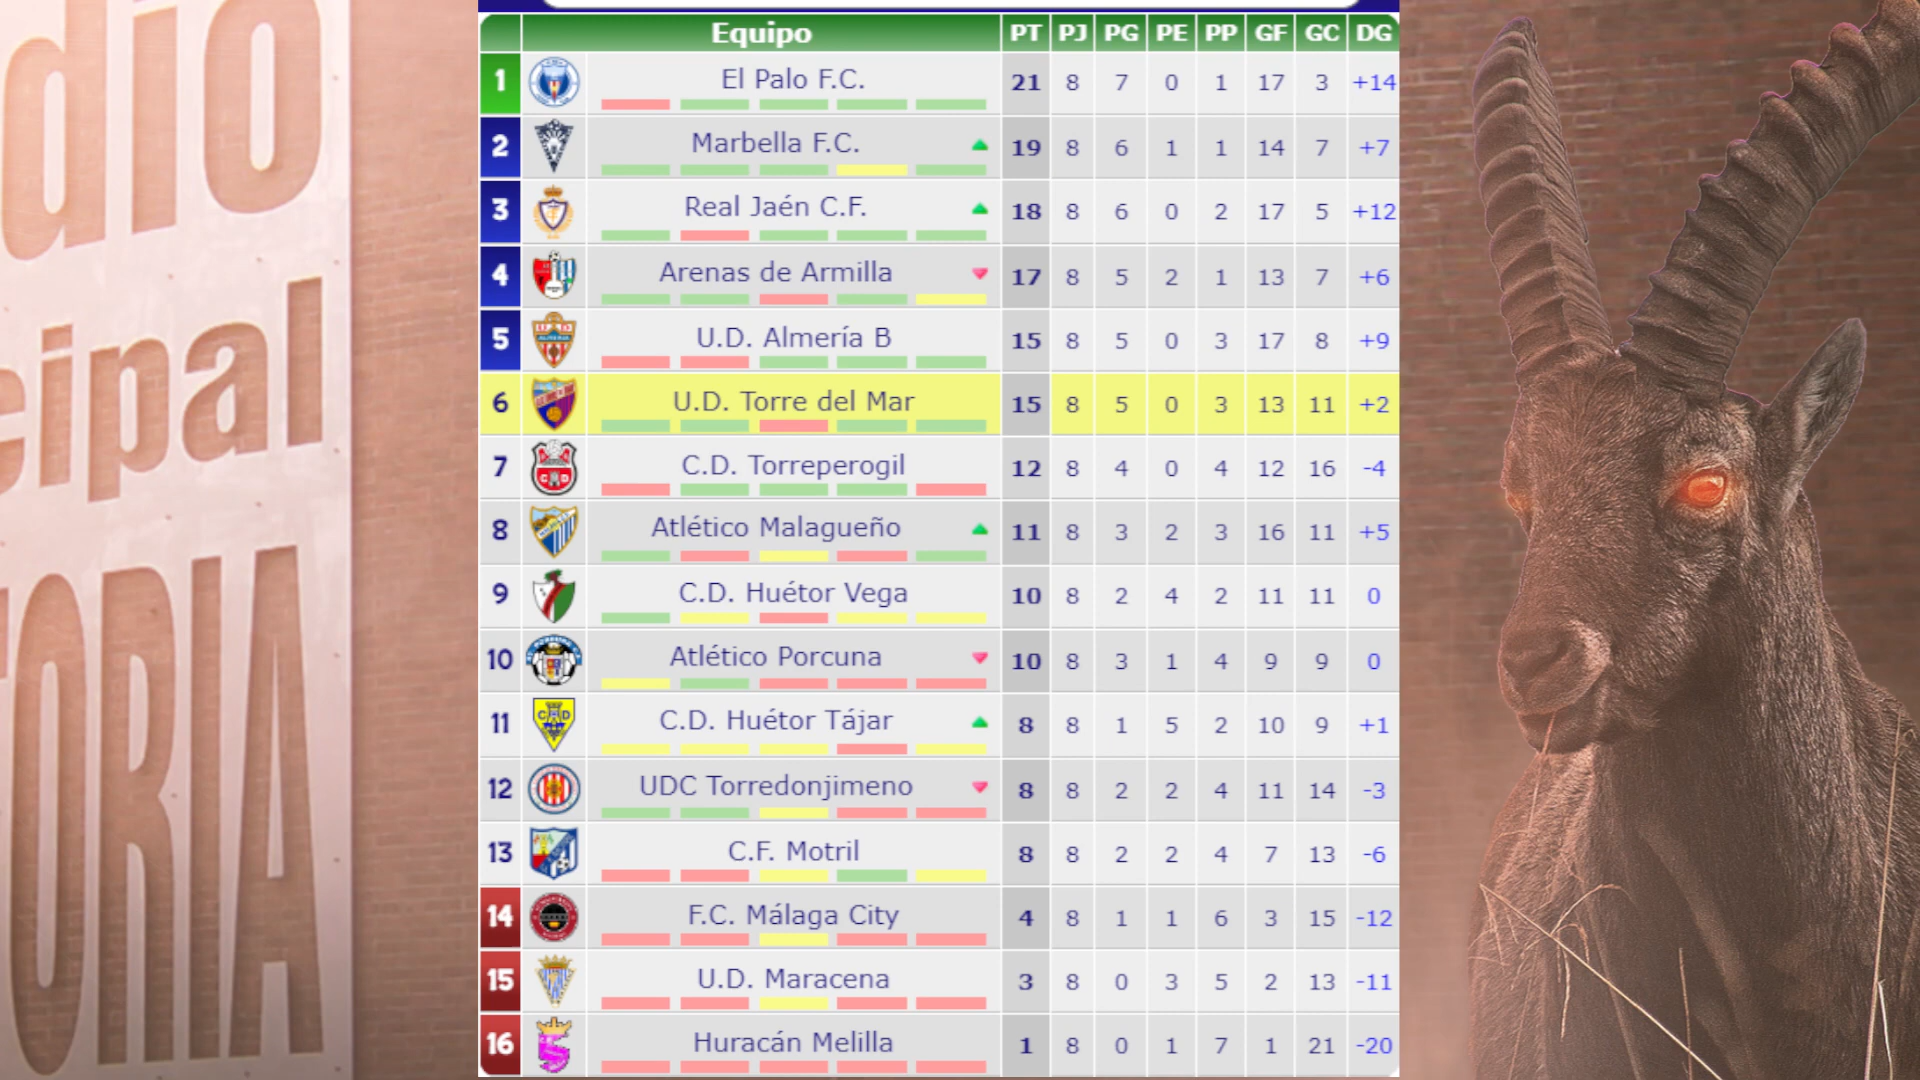 dio
cipal
TORIA
Equipo PT PJ PG PE PP GF GC DG
1 El Palo F.C. 21 8 7 0 1 17 3 +14
2 Marbella F.C. 19 8 6 1 1 14 7 +7
3 Real Jaén C.F. 18 8 6 0 2 17 5 +12
4 Arenas de Armilla 17 8 5 2 1 13 7 +6
5 U.D. Almería B 15 8 5 0 3 17 8 +9
6 U.D. Torre del Mar 15 8 5 0 3 13 11 +2
7 C.D. Torreperogil 12 8 4 0 4 12 16 -4
8 Atlético Malagueño 11 8 3 2 3 16 11 +5
9 C.D. Huétor Vega 10 8 2 4 2 11 11 0
10 Atlético Porcuna 10 8 3 1 4 9 9 0
11 C.D. Huétor Tájar 8 8 1 5 2 10 9 +1
12 UDC Torredonjimeno 8 8 2 2 4 11 14 -3
13 C.F. Motril 8 8 2 2 4 7 13 -6
14 F.C. Málaga City 4 8 1 1 6 3 15 -12
15 U.D. Maracena 3 8 0 3 5 2 13 -11
16 Huracán Melilla 1 8 0 1 7 1 21 -20